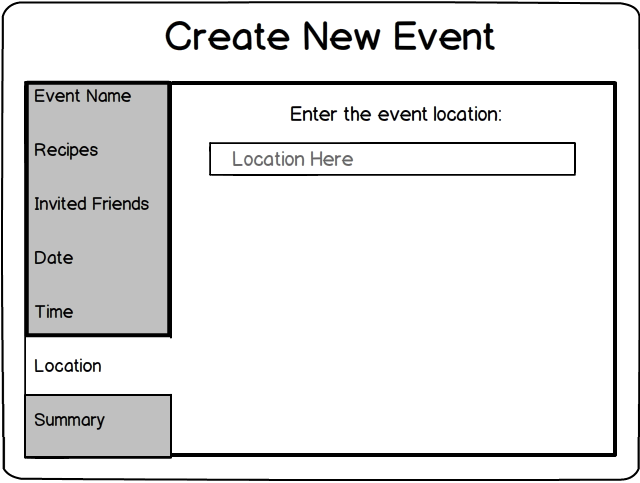 Create New Event
Event Name
Recipes
Invited Friends
Date
Time
Location
Summary
Enter the event location:
Location Here